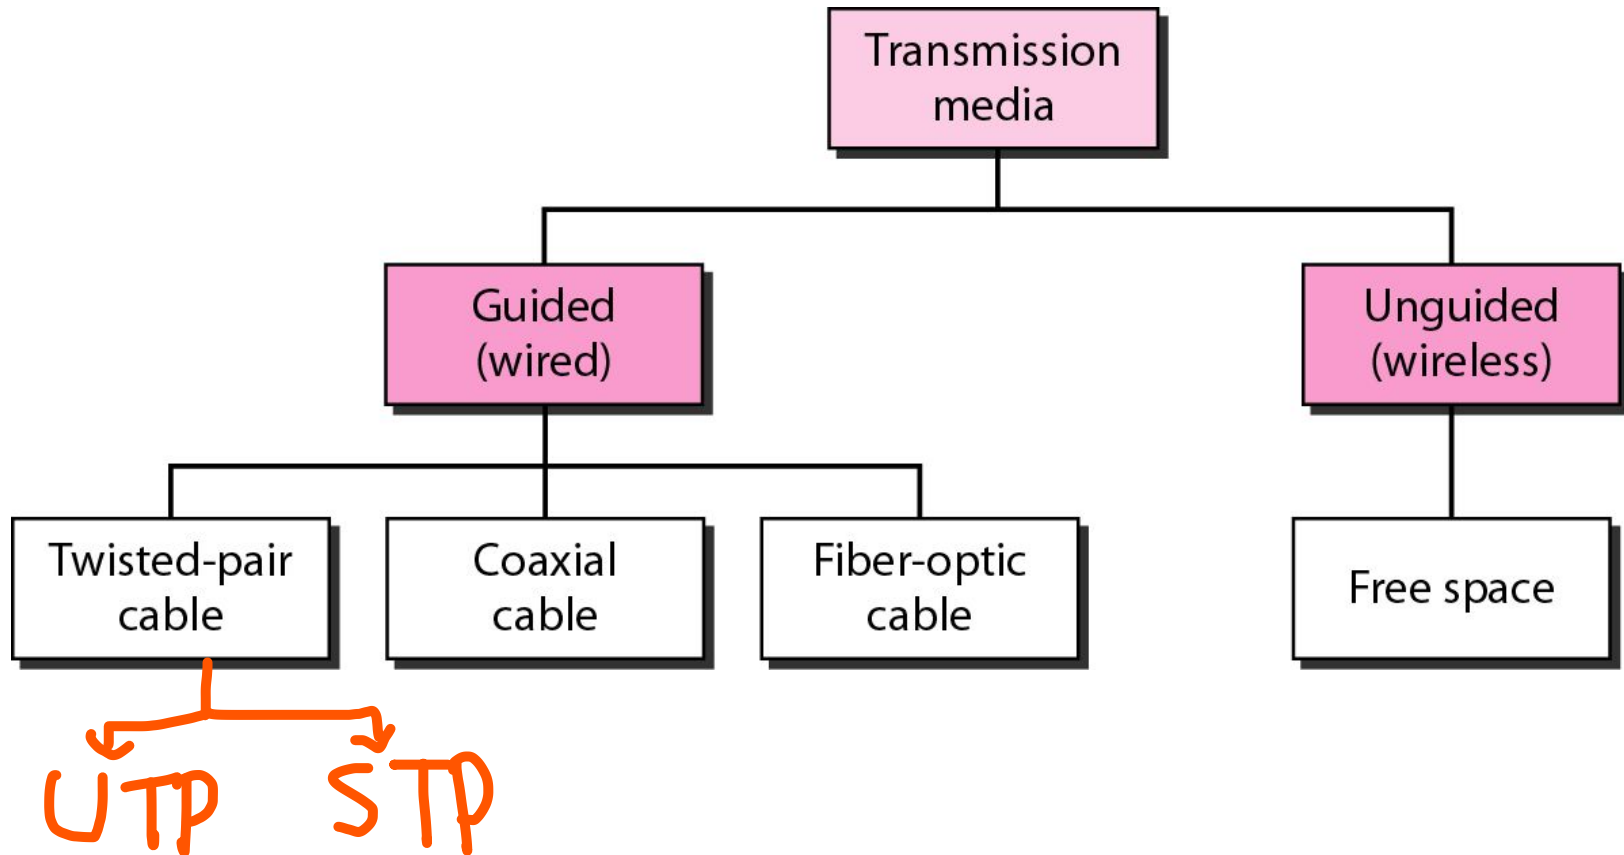 Transmission
media
Guided
(wired)
Unguided
(wireless)
Twisted-pair
cable
Coaxial
cable
Fiber-optic
cable
Free space
UTP
STP